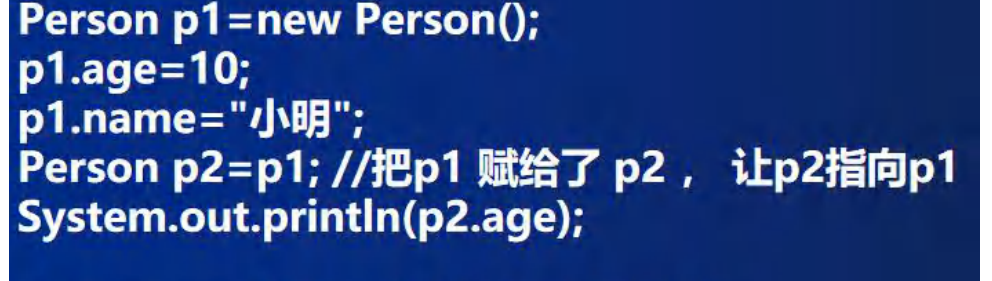 Person p1=new Person();
p1.age=10;
p1.name="小明";
Person p2=p1; //把p1 赋给了 p2 ， 让p2指向p1
System.out.println(p2.age);